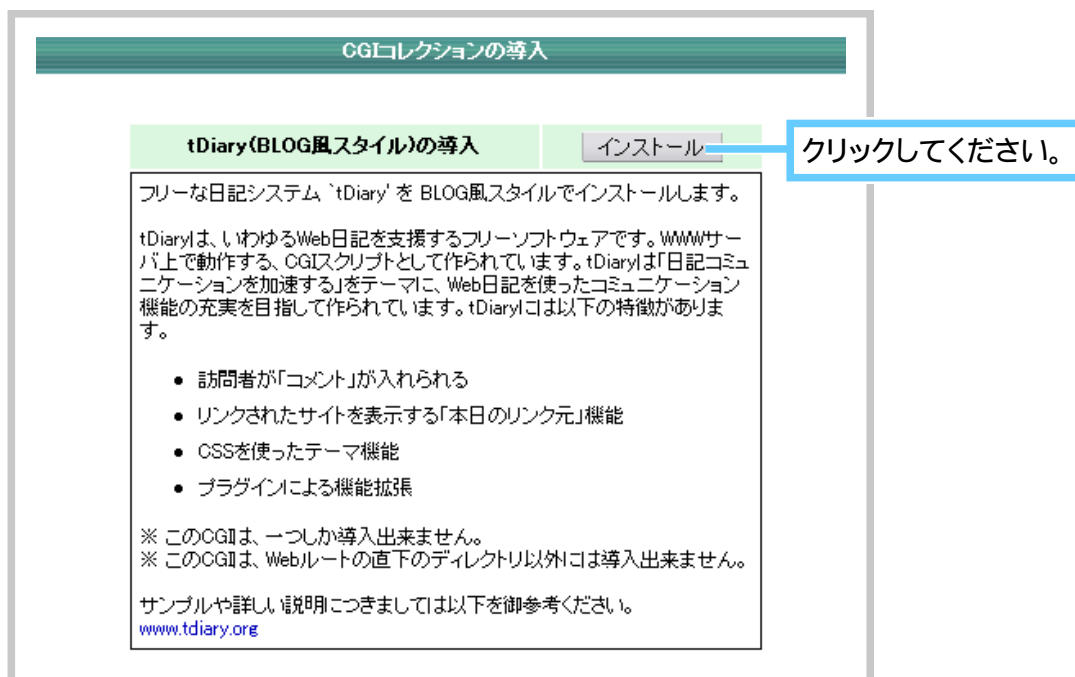 CGIコレクションの導入
tDiary(BLOG風スタイル)の導入
インストール
クリックしてください。
フリーな日記システム `tDiary' を BLOG風スタイルでインストールします。
tDiaryは、いわゆるWeb日記を支援するフリーソフトウェアです。WWWサー
バ上で動作する、CGIスクリプトとして作られています。tDiaryは「日記コミュ
ニケーションを加速する」をテーマに、Web日記を使ったコミュニケーション
機能の充実を目指して作られています。tDiaryには以下の特徴がありま
す。
● 訪問者が「コメント」が入れられる
● リンクされたサイトを表示する「本日のリンク元」機能
● CSSを使ったテーマ機能
● プラグインによる機能拡張
※ このCGIは、一つしか導入出来ません。
※ このCGIは、Webルートの直下のディレクトリ以外には導入出来ません。
サンプルや詳しい説明につきましては以下を御参考ください。
www.tdiary.org